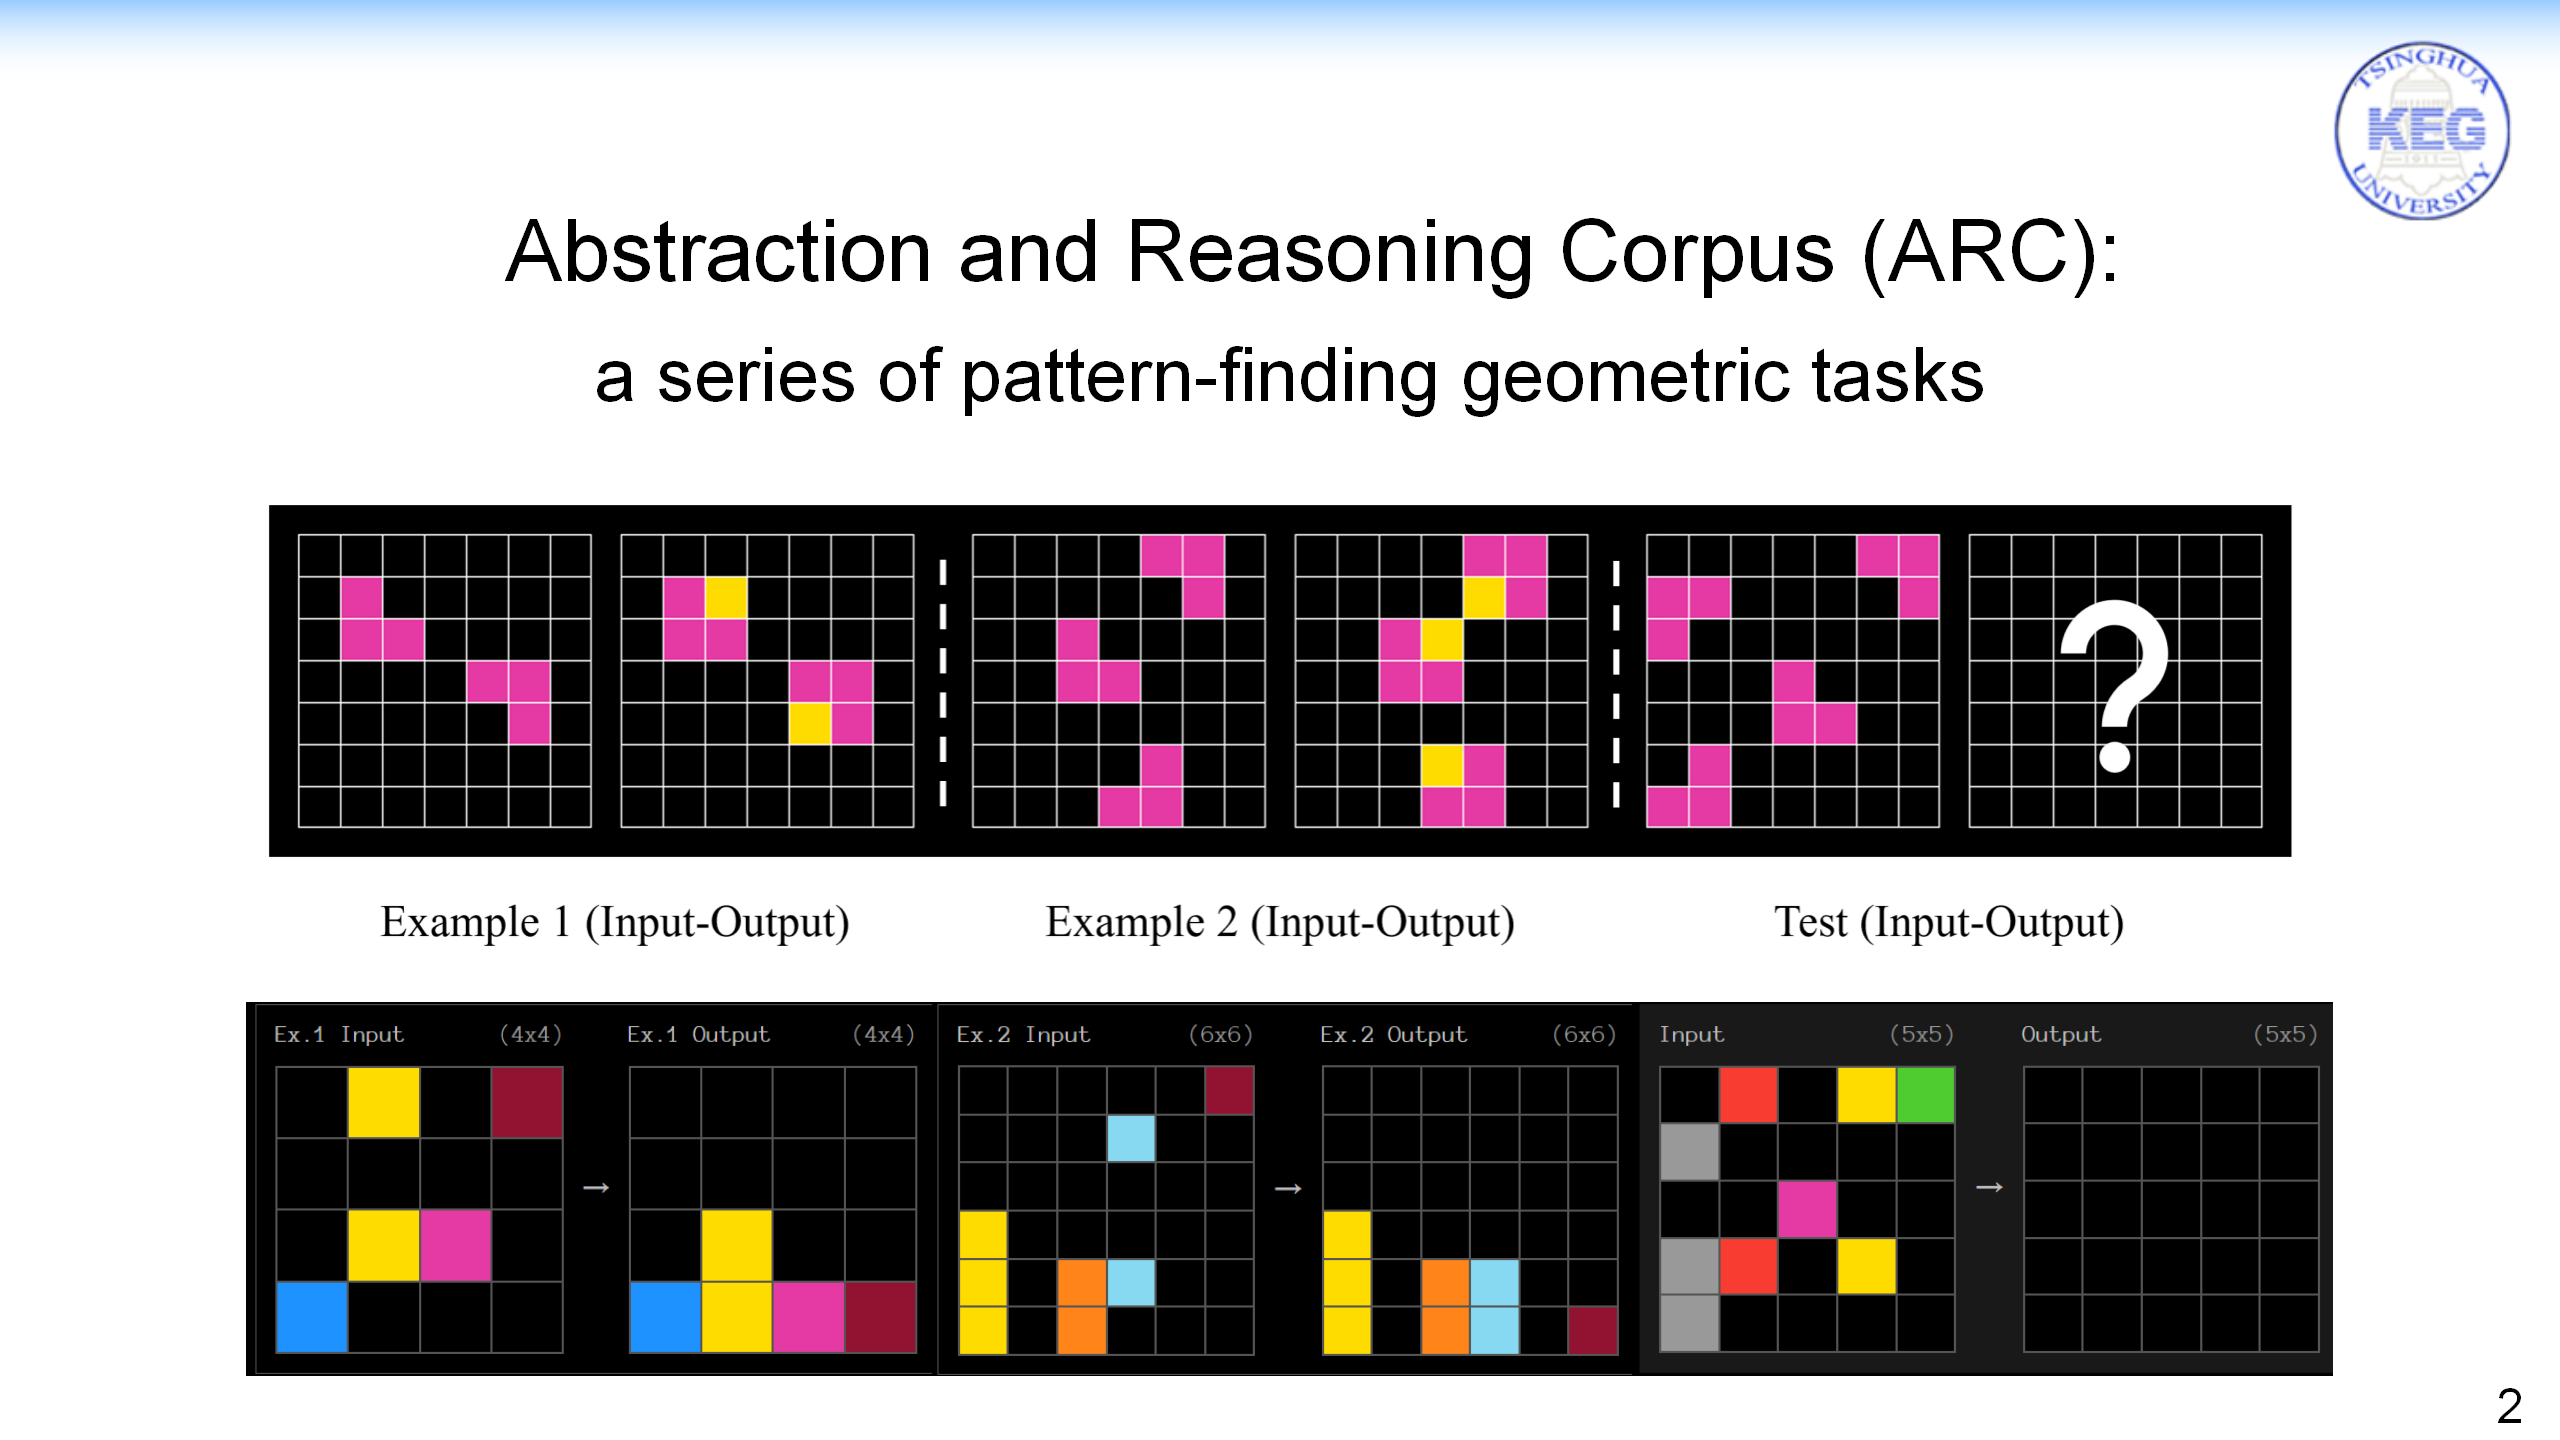 TSINGHUA
KEG
1911
UNIVERSITY
Abstraction and Reasoning Corpus (ARC):
a series of pattern-finding geometric tasks
?
Example 1 (Input-Output)
Example 2 (Input-Output)
Test (Input-Output)
Ex.1 Input (4x4)
Ex.1 Output (4x4)
Ex.2 Input (6x6)
Ex.2 Output (6x6)
Input (5x5)
Output (5x5)
→
→
→
2